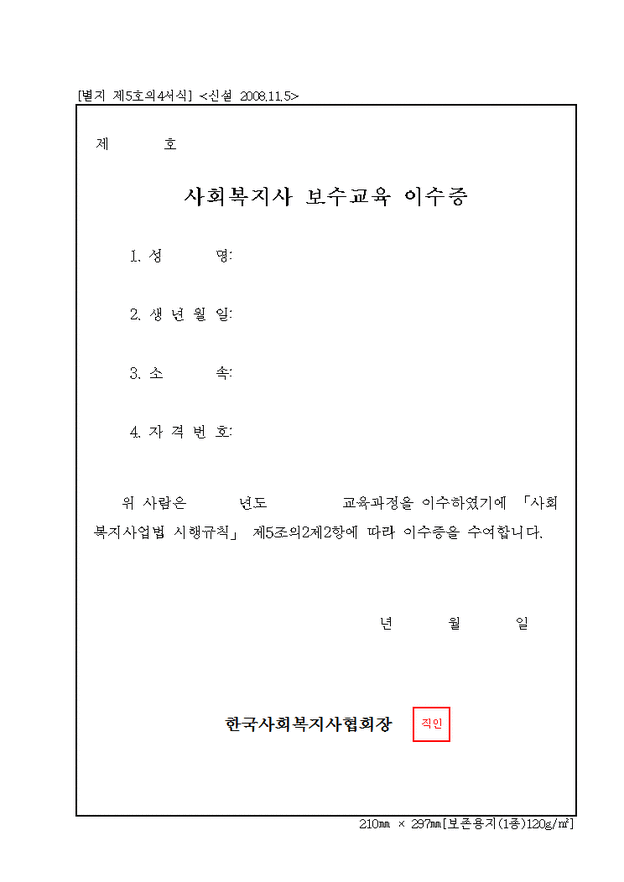 [별지 제5호의4서식] <신설 2008.11.5>
제 호
사회복지사 보수교육 이수증
1. 성 명:
2. 생 년 월 일:
3. 소 속:
4. 자 격 번 호:
위 사람은 년도 교육과정을 이수하였기에 「사회
복지사업법 시행규칙」 제5조의2제2항에 따라 이수증을 수여합니다.
년 월 일
한국사회복지사협회장 직인
210㎜ × 297㎜[보존용지(1종)120g/㎡]